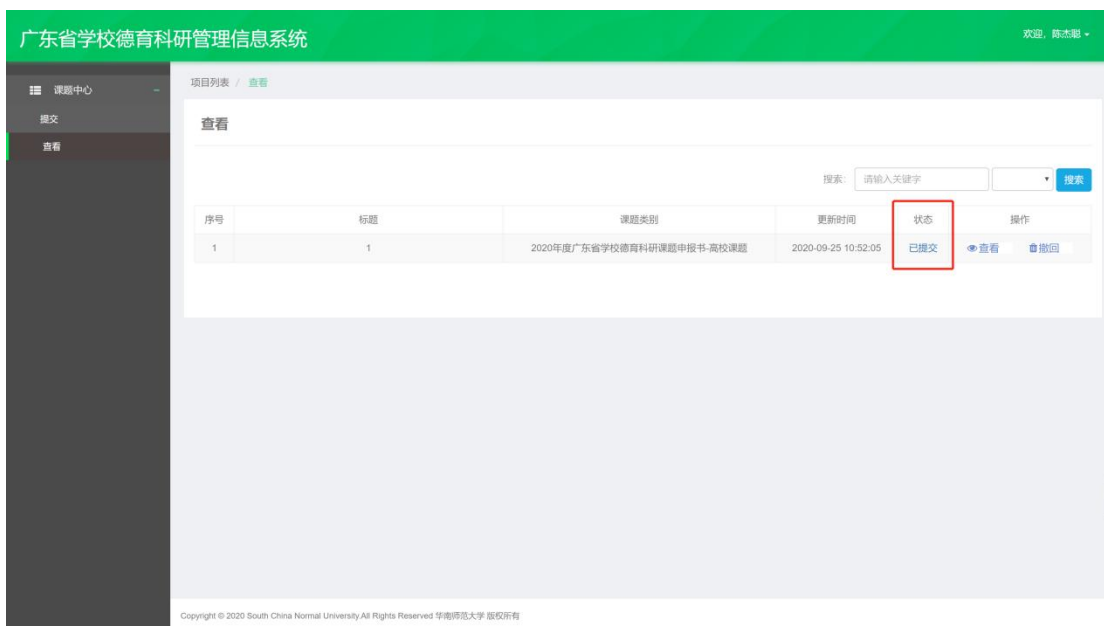 广东省学校德育科研管理信息系统
欢迎，陈杰聪
课题中心
提交
查看
项目列表 / 查看
查看
搜索: 请输入关键字 搜索
序号 标题 课题类别 更新时间 状态 操作
1 1 2020年度广东省学校德育科研课题申报书-高校课题 2020-09-25 10:52:05 已提交 查看 撤回
Copyright © 2020 South China Normal University.All Rights Reserved 华南师范大学 版权所有